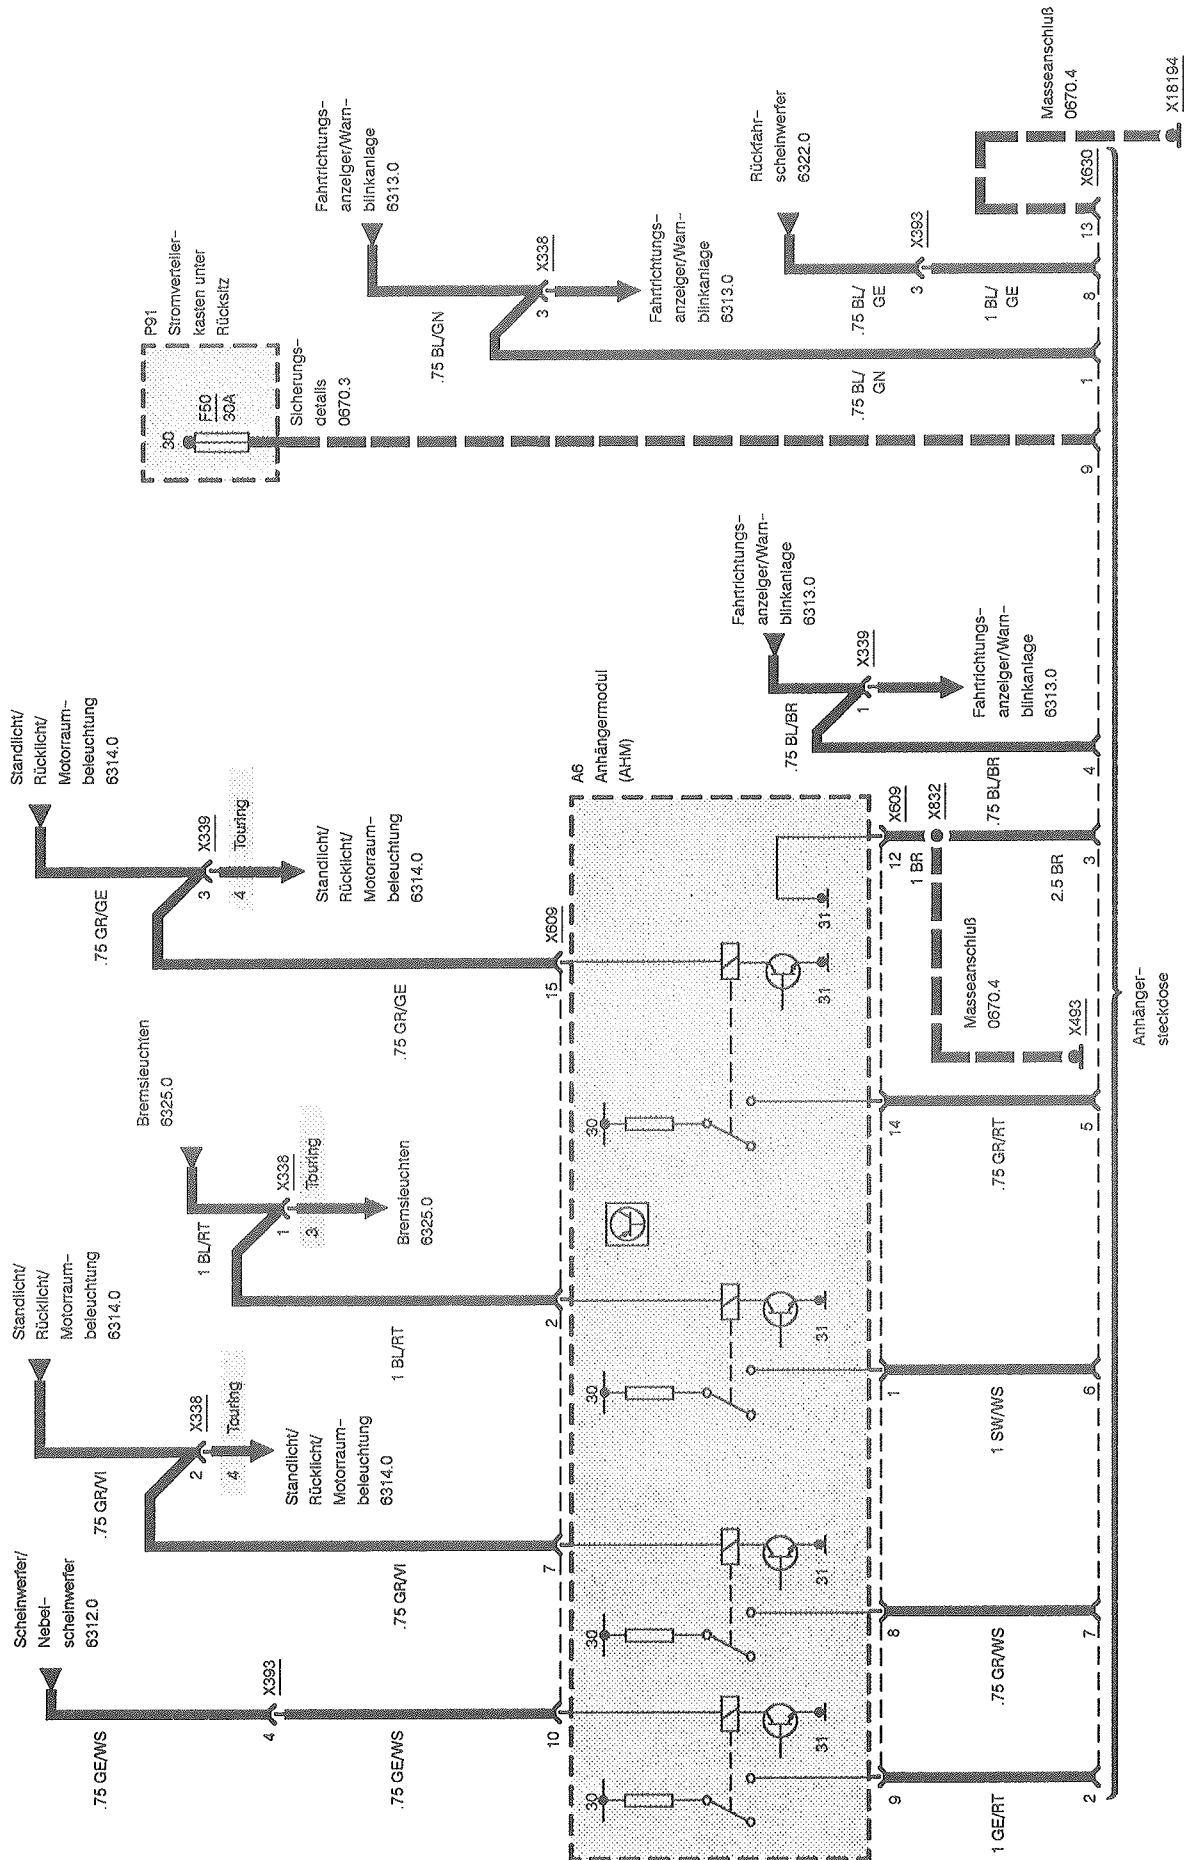 Scheinwerfer/
Nebel-
scheinwerfer
6312.0
.75 GE/WS
4
X393
.75 GE/WS
10
Standlicht/
Rücklicht/
Motorraum-
beleuchtung
6314.0
.75 GR/VI
2
X338
4
Touring
Standlicht/
Rücklicht/
Motorraum-
beleuchtung
6314.0
.75 GR/VI
7
Bremsleuchten
6325.0
1 BL/RT
1
X338
3
Touring
Bremsleuchten
6325.0
1 BL/RT
2
Standlicht/
Rücklicht/
Motorraum-
beleuchtung
6314.0
.75 GR/GE
3
X339
4
Touring
Standlicht/
Rücklicht/
Motorraum-
beleuchtung
6314.0
.75 GR/GE
15
X609
A6
Anhängermodul
(AHM)
30
31
30
31
30
31
30
31
31
9
1 GE/RT
2
8
.75 GR/WS
7
1
1 SW/WS
6
14
.75 GR/RT
5
12
X609
1 BR
X832
Masseanschluß
0670.4
X493
2.5 BR
3
Fahrtrichtungs-
anzeiger/Warn-
blinkanlage
6313.0
.75 BL/BR
1
X339
Fahrtrichtungs-
anzeiger/Warn-
blinkanlage
6313.0
.75 BL/BR
4
P91
Stromverteiler-
kasten unter
Rücksitz
30
F50
30A
Sicherungs-
details
0670.3
9
Fahrtrichtungs-
anzeiger/Warn-
blinkanlage
6313.0
.75 BL/GN
3
X338
Fahrtrichtungs-
anzeiger/Warn-
blinkanlage
6313.0
.75 BL/
GN
1
Rückfahr-
scheinwerfer
6322.0
.75 BL/
GE
3
X393
1 BL/
GE
8
13
X630
Masseanschluß
0670.4
X18194
Anhänger-
steckdose